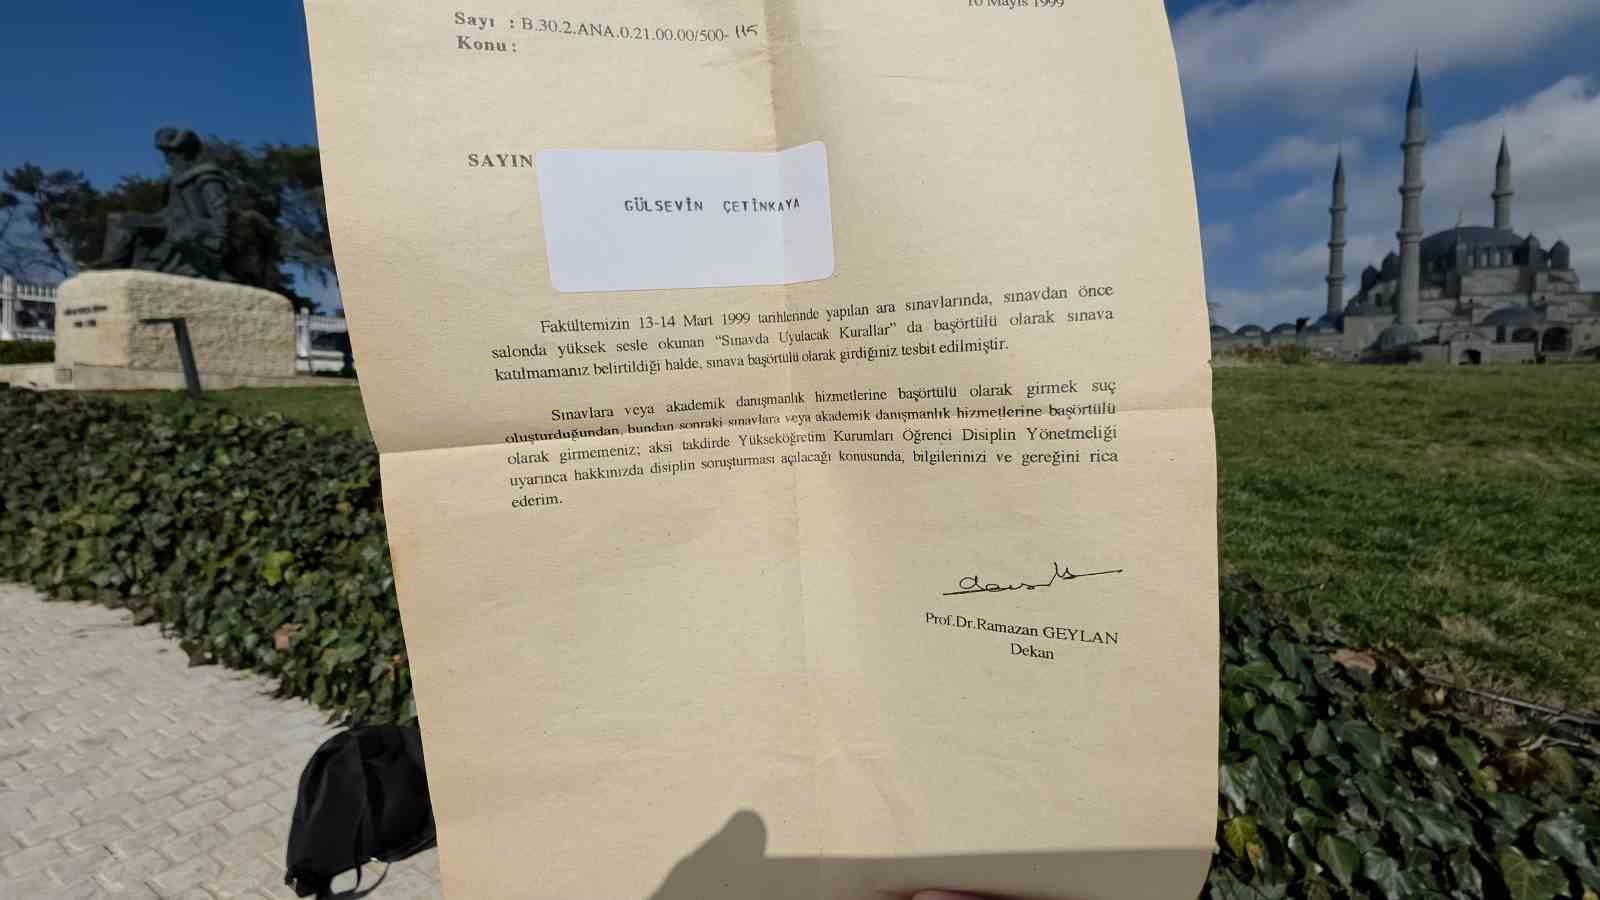 10 Mayıs 1999
Sayı : B.30.2.ANA.0.21.00.00/500- 115
Konu :
SAYIN
GÜLSEVİN ÇETİNKAYA
Fakültemizin 13-14 Mart 1999 tarihlerinde yapılan ara sınavlarında, sınavdan önce
salonda yüksek sesle okunan “Sınavda Uyulacak Kurallar” da başörtülü olarak sınava
katılmamanız belirtildiği halde, sınava başörtülü olarak girdiğiniz tesbit edilmiştir.
Sınavlara veya akademik danışmanlık hizmetlerine başörtülü olarak girmek suç
oluşturduğundan, bundan sonraki sınavlara veya akademik danışmanlık hizmetlerine başörtülü
olarak girmemeniz; aksi takdirde Yükseköğretim Kurumları Öğrenci Disiplin Yönetmeliği
uyarınca hakkınızda disiplin soruşturması açılacağı konusunda, bilgilerinizi ve gereğini rica
ederim.
Prof.Dr.Ramazan GEYLAN
Dekan